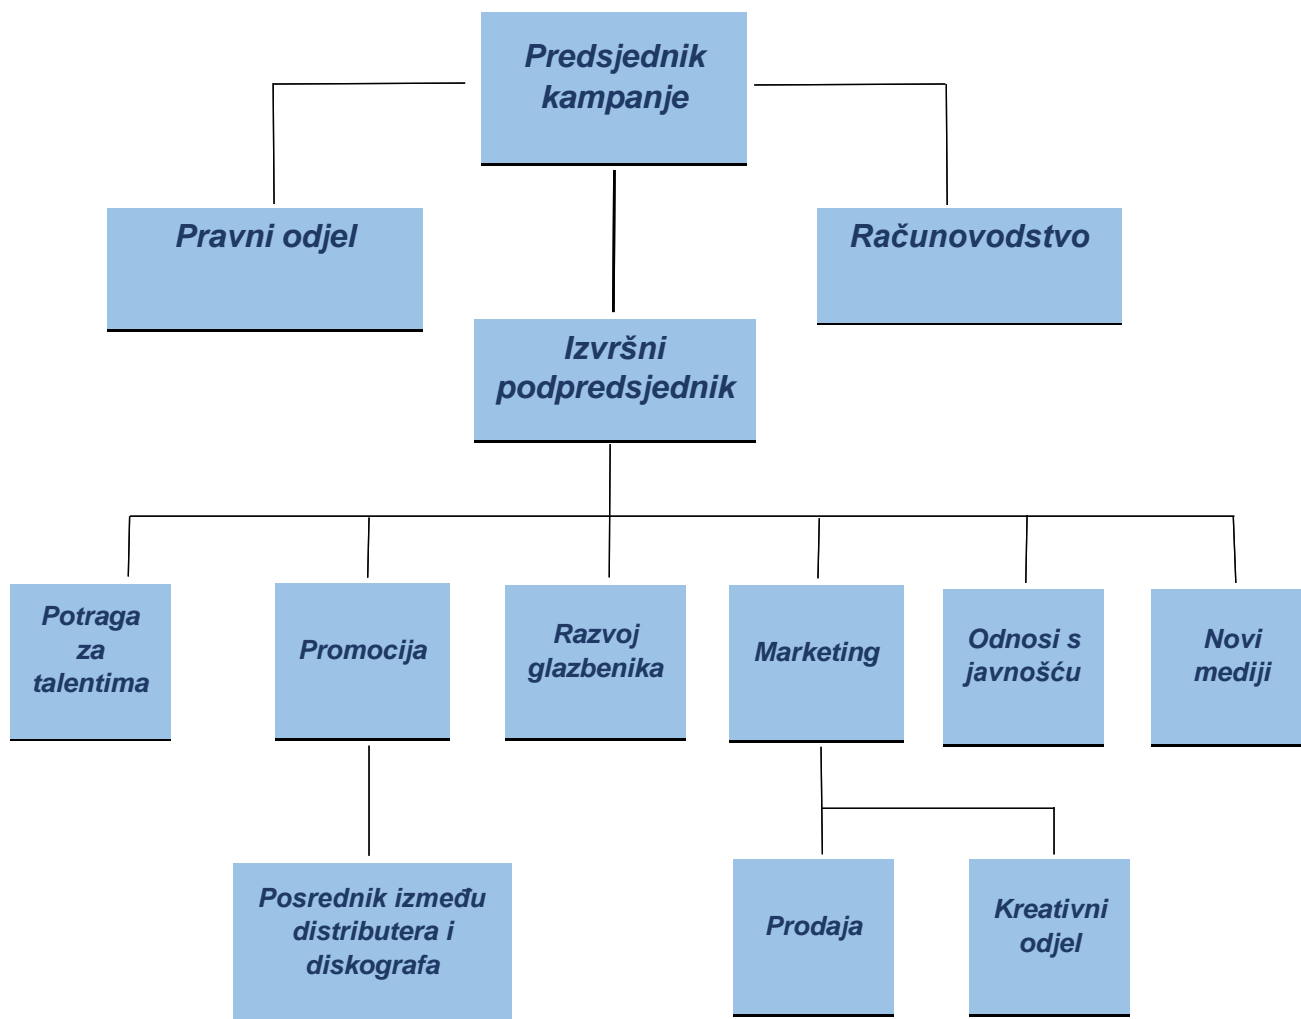 Predsjednik
kampanje
Pravni odjel
Računovodstvo
Izvršni
podpredsjednik
Potraga
za
talentima
Promocija
Razvoj
glazbenika
Marketing
Odnosi s
javnošću
Novi
mediji
Posrednik između
distributera i
diskografa
Prodaja
Kreativni
odjel